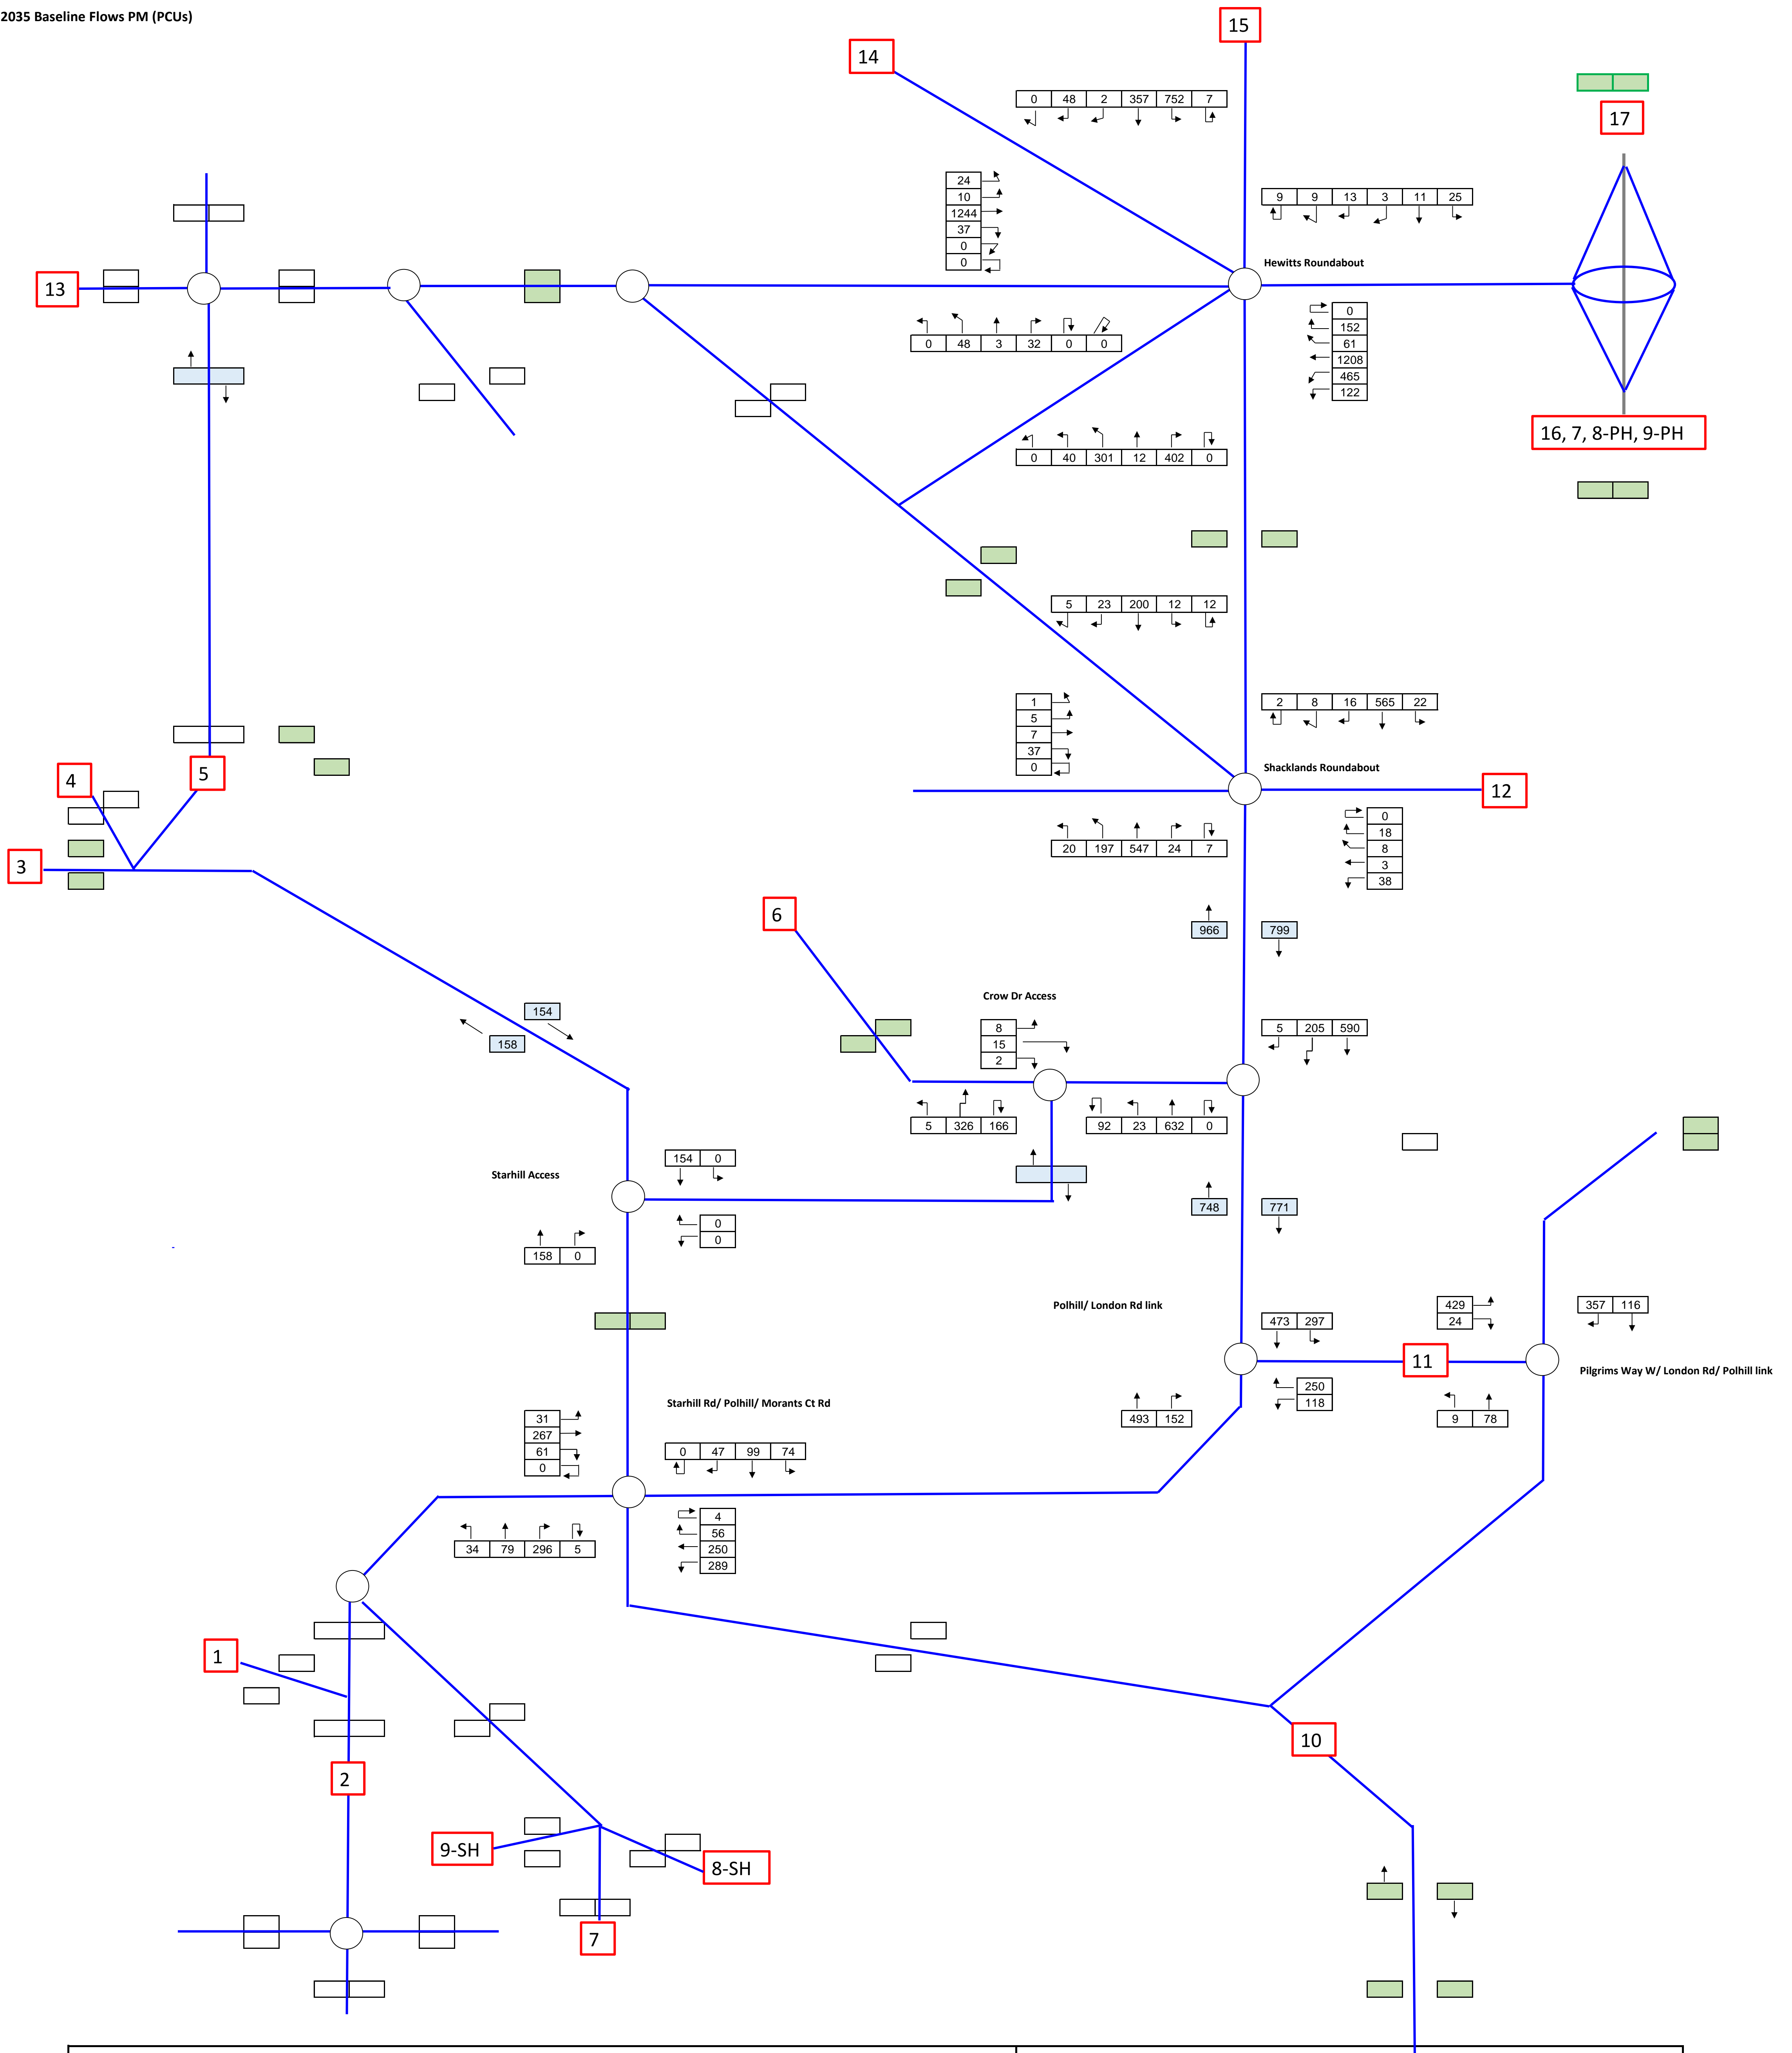 2035 Baseline Flows PM (PCUs)
15
14
17
0 48 2 357 752 7
24
10
1244
37
0
0
9 9 13 3 11 25
Hewitts Roundabout
13
0
152
61
1208
465
122
0 48 3 32 0 0
16, 7, 8-PH, 9-PH
0 40 301 12 402 0
5 23 200 12 12
1
5
7
37
0
2 8 16 565 22
Shacklands Roundabout
4
5
12
3
0
18
8
3
38
20 197 547 24 7
6
966 799
Crow Dr Access
154
158
8
15
2
5 205 590
5 326 166
92 23 632 0
Starhill Access
154 0
748 771
0
0
158 0
-
Polhill/ London Rd link
473 297
429
24
357 116
11
Pilgrims Way W/ London Rd/ Polhill link
250
118
493 152
9 78
Starhill Rd/ Polhill/ Morants Ct Rd
31
267
61
0
0 47 99 74
4
56
250
289
34 79 296 5
1
10
2
9-SH
8-SH
7